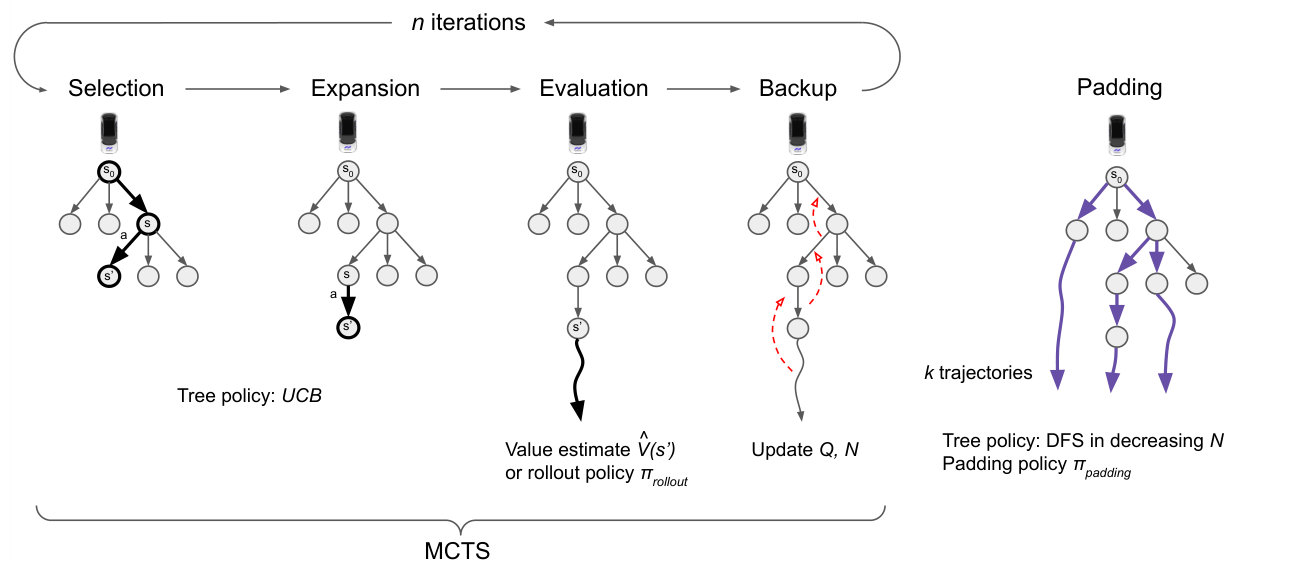 n iterations
Selection
Expansion
Evaluation
Backup
Padding
s0
s
a
s'
s0
s
a
s'
s0
s'
s0
s0
k trajectories
Tree policy: UCB
Value estimate V̂(s')
or rollout policy πrollout
Update Q, N
Tree policy: DFS in decreasing N
Padding policy πpadding
MCTS